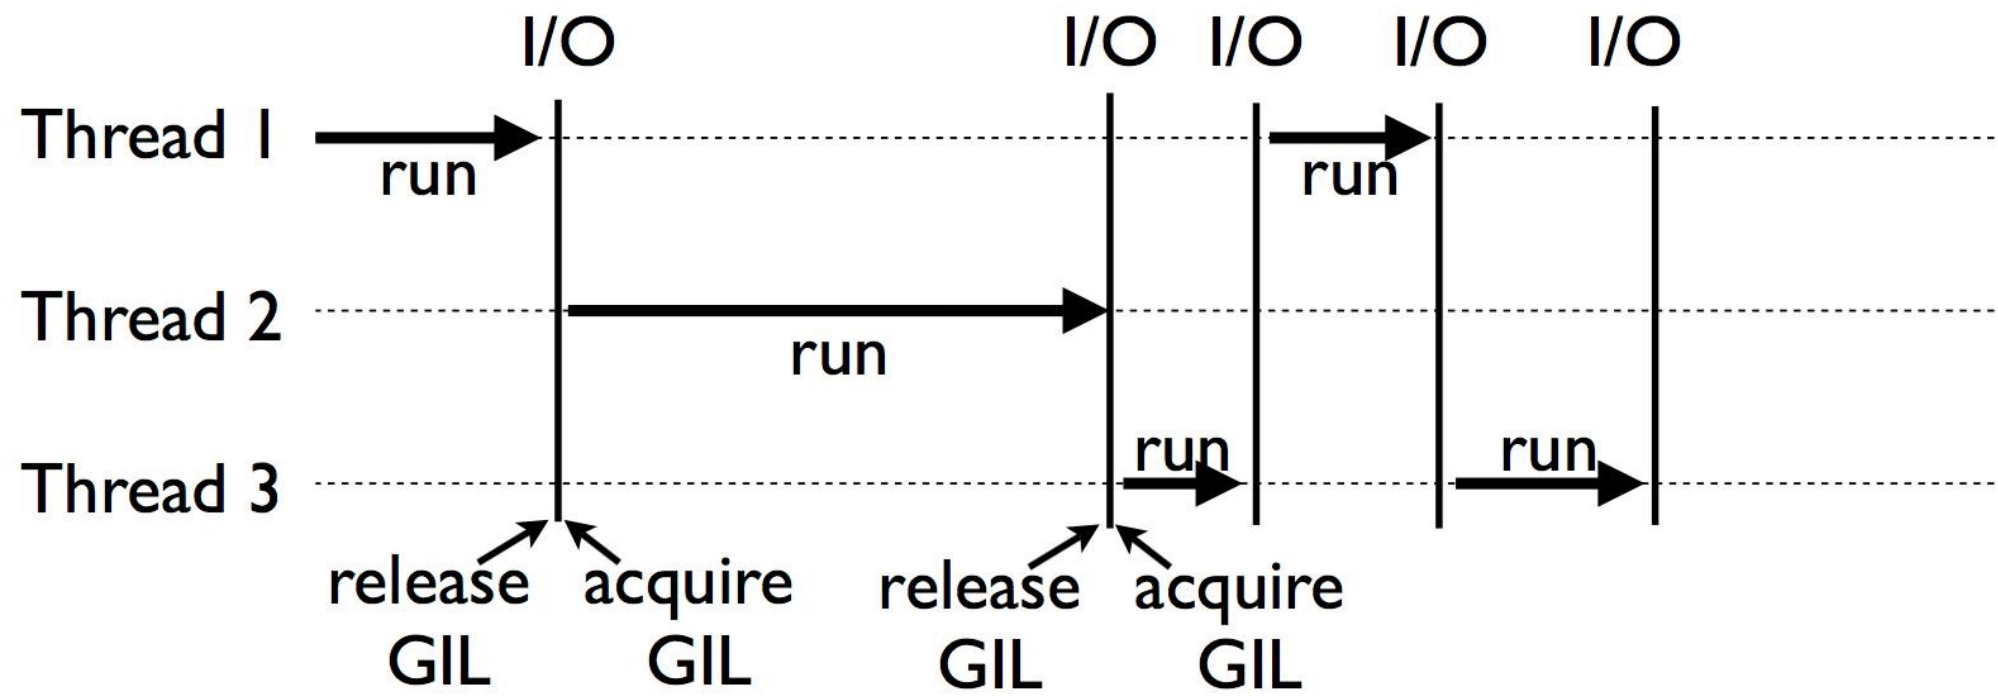 I/O I/O I/O I/O I/O
Thread 1
run run
Thread 2
run
run run
Thread 3
release acquire release acquire
GIL GIL GIL GIL